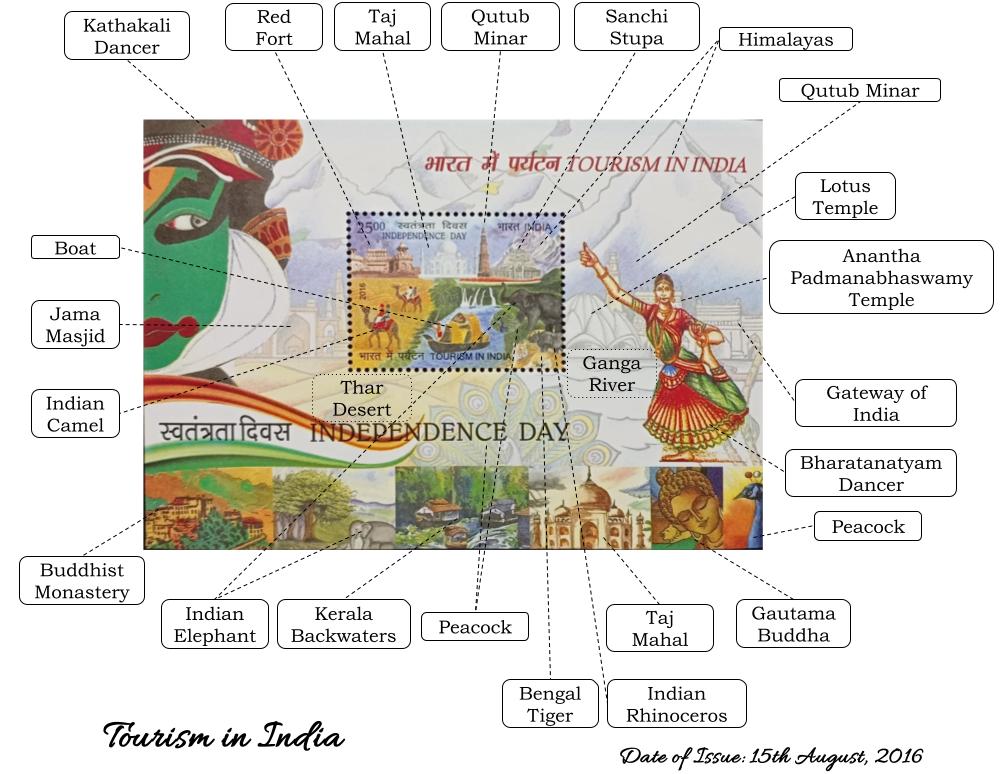 Kathakali
Dancer
Red
Fort
Taj
Mahal
Qutub
Minar
Sanchi
Stupa
Himalayas
Qutub Minar
भारत में पर्यटन TOURISM IN INDIA
Lotus
Temple
2500 स्वतंत्रता दिवस
INDEPENDENCE DAY
भारत INDIA
Boat
Anantha
Padmanabhaswamy
Temple
2016
Jama
Masjid
भारत में पर्यटन TOURISM IN INDIA
Ganga
River
Thar
Desert
Indian
Camel
Gateway of
India
स्वतंत्रता दिवस INDEPENDENCE DAY
Bharatanatyam
Dancer
Peacock
Buddhist
Monastery
Indian
Elephant
Kerala
Backwaters
Peacock
Taj
Mahal
Gautama
Buddha
Bengal
Tiger
Indian
Rhinoceros
Tourism in India
Date of Issue: 15th August, 2016